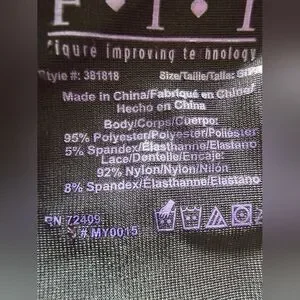 F·I·T
figure improving te hnology
Style #: 381818
Size/Taille/Talla:
Made in China/Fabriqué en Chine/
Hecho en China
Body/Corps/Cuerpo:
95% Polyester/Polyester/Poliéster
5% Spandex/Élasthanne/Elastano
Lace/Dentelle/Encaje:
92% Nylon/Nylon/Nilón
8% Spandex/Élasthanne/Elastano
RN 72409
# MY0015